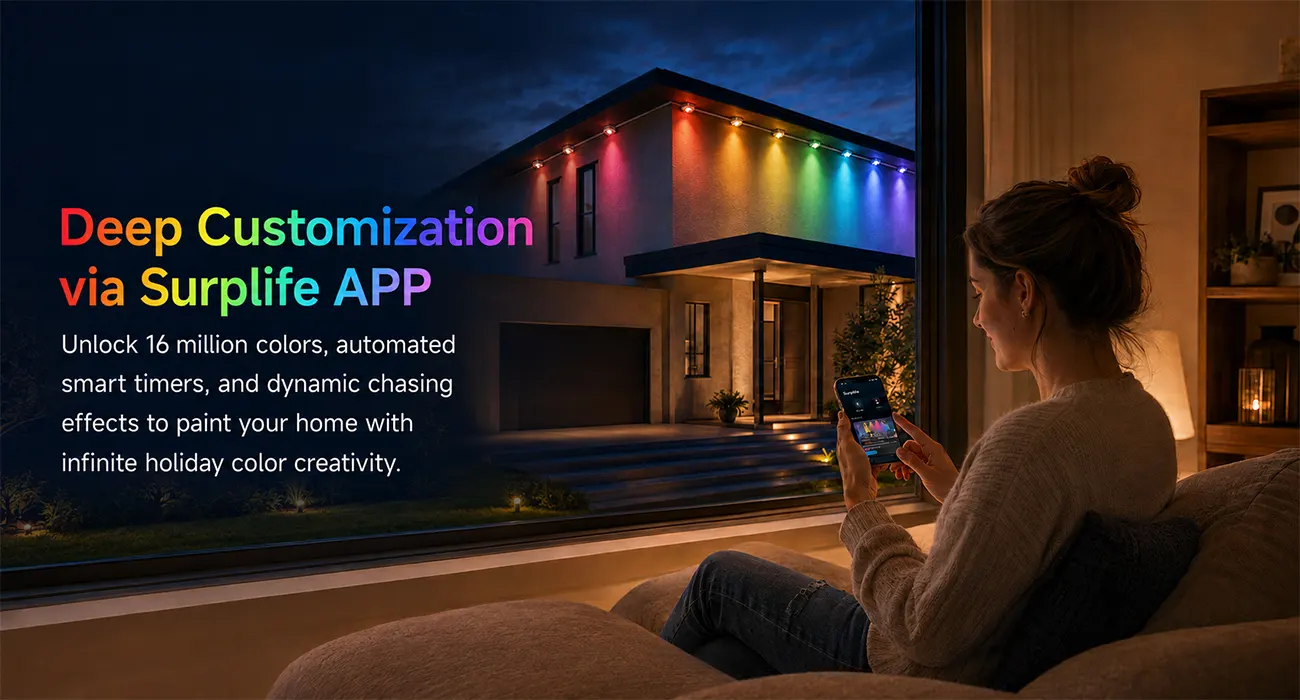 Deep Customization
via Surplife APP
Unlock 16 million colors, automated
smart timers, and dynamic chasing
effects to paint your home with
infinite holiday color creativity.
Surplife